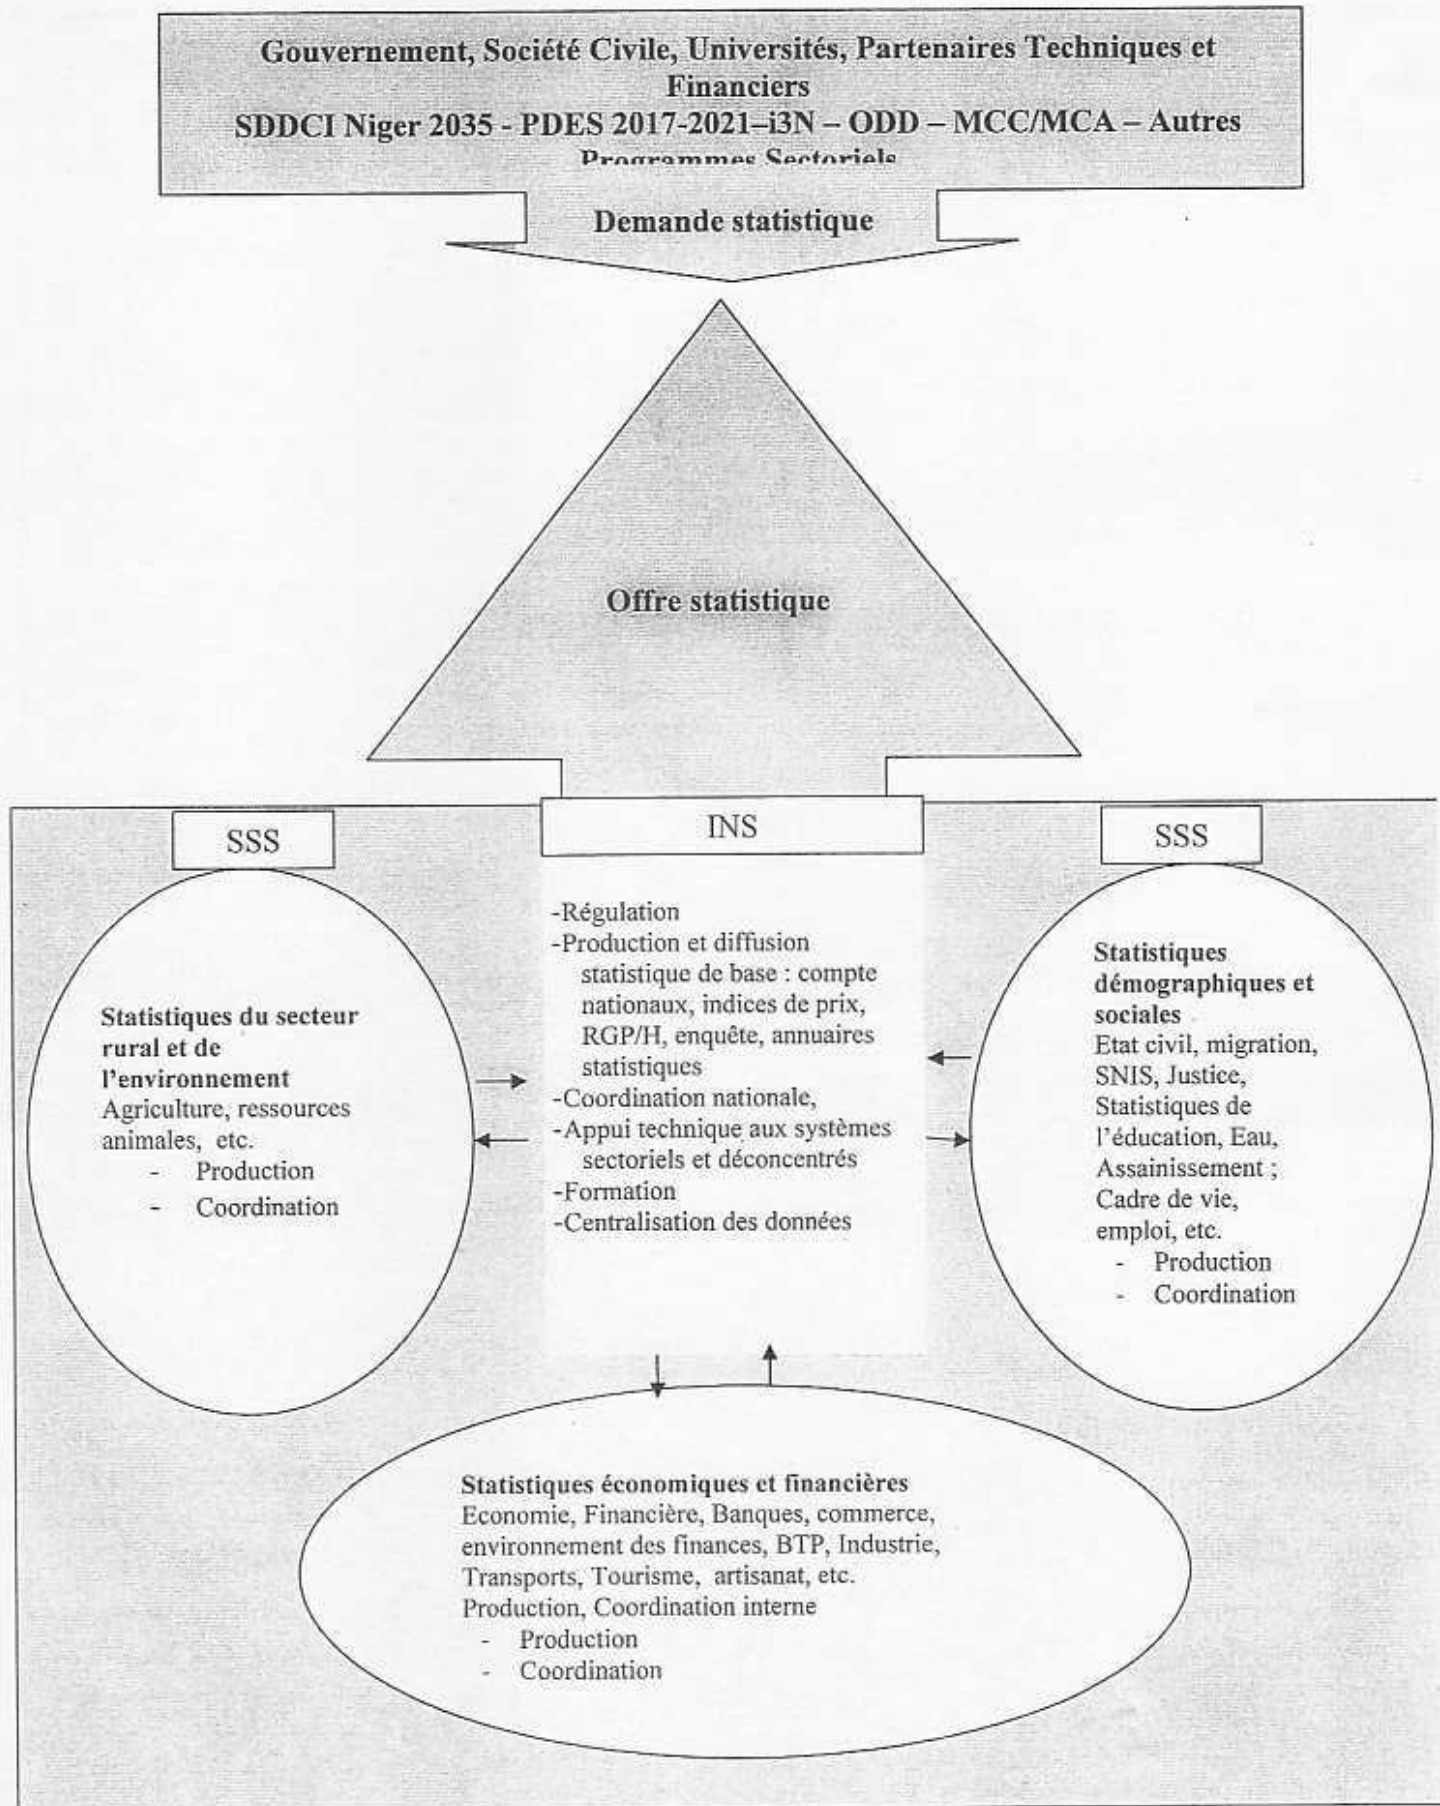 Gouvernement, Société Civile, Universités, Partenaires Techniques et
Financiers
SDDCI Niger 2035 - PDES 2017-2021–i3N – ODD – MCC/MCA – Autres
Programmes Sectoriels
Demande statistique
Offre statistique
SSS
INS
SSS
Statistiques du secteur
rural et de
l'environnement
Agriculture, ressources
animales, etc.
- Production
- Coordination
-Régulation
-Production et diffusion
statistique de base : compte
nationaux, indices de prix,
RGP/H, enquête, annuaires
statistiques
-Coordination nationale,
-Appui technique aux systèmes
sectoriels et déconcentrés
-Formation
-Centralisation des données
Statistiques
démographiques et
sociales
Etat civil, migration,
SNIS, Justice,
Statistiques de
l'éducation, Eau,
Assainissement ;
Cadre de vie,
emploi, etc.
- Production
- Coordination
Statistiques économiques et financières
Economie, Financière, Banques, commerce,
environnement des finances, BTP, Industrie,
Transports, Tourisme, artisanat, etc.
Production, Coordination interne
- Production
- Coordination